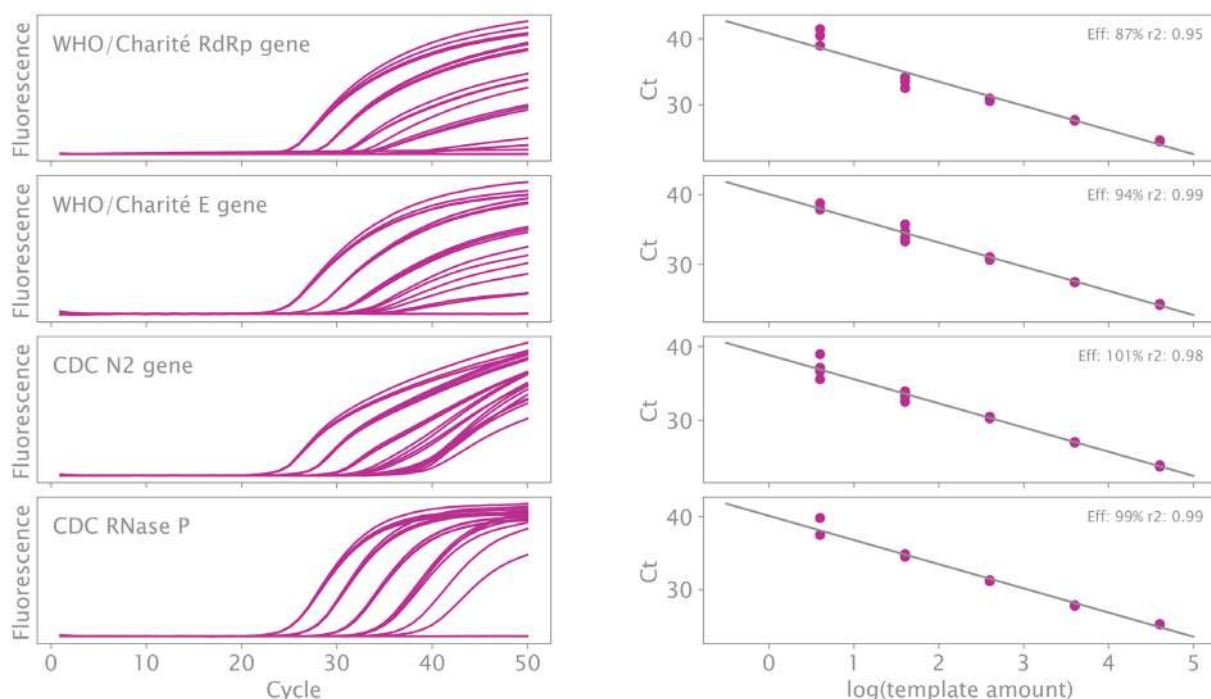 Fluorescence
WHO/Charité RdRp gene
Ct
40
30
Eff: 87% r2: 0.95
Fluorescence
WHO/Charité E gene
Ct
40
30
Eff: 94% r2: 0.99
Fluorescence
CDC N2 gene
Ct
40
30
Eff: 101% r2: 0.98
Fluorescence
CDC RNase P
Ct
40
30
Eff: 99% r2: 0.99
0 10 20 30 40 50
Cycle
0 1 2 3 4 5
log(template amount)